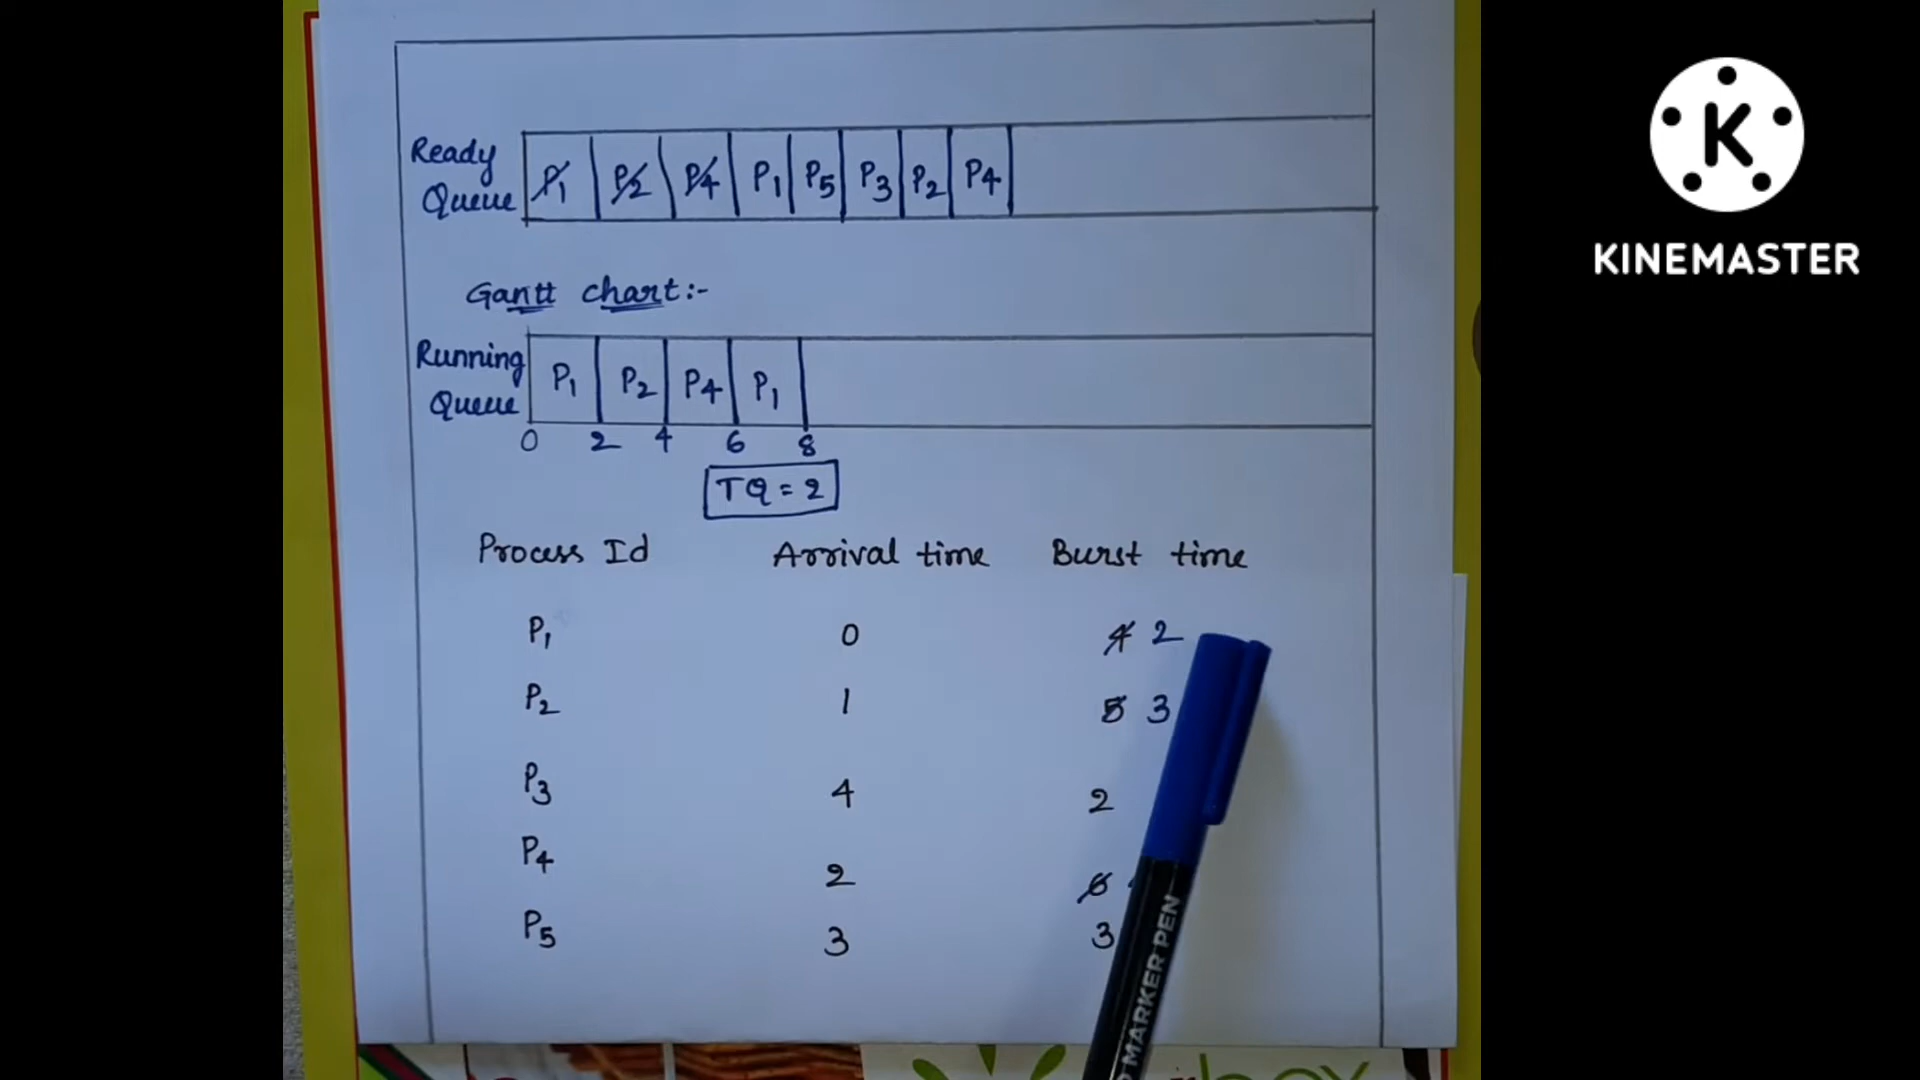 Ready
Queue
P1 P2 P4 P1 P5 P3 P2 P4
K
KINEMASTER
Gantt chart:-
Running
Queue
P1 P2 P4 P1
0 2 4 6 8
TQ = 2
Process Id Arrival time Burst time
P1 0 4 2
P2 1 5 3
P3 4 2
P4 2 6
P5 3 3
MARKER PEN